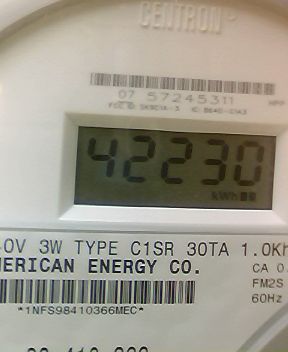 CENTRON
07 57245311
42230
kWh
0V 3W TYPE C1SR 30TA 1.0Kh
MERICAN ENERGY CO.
CA 0.
FM2S
60Hz
*1NFS98410366MEC*